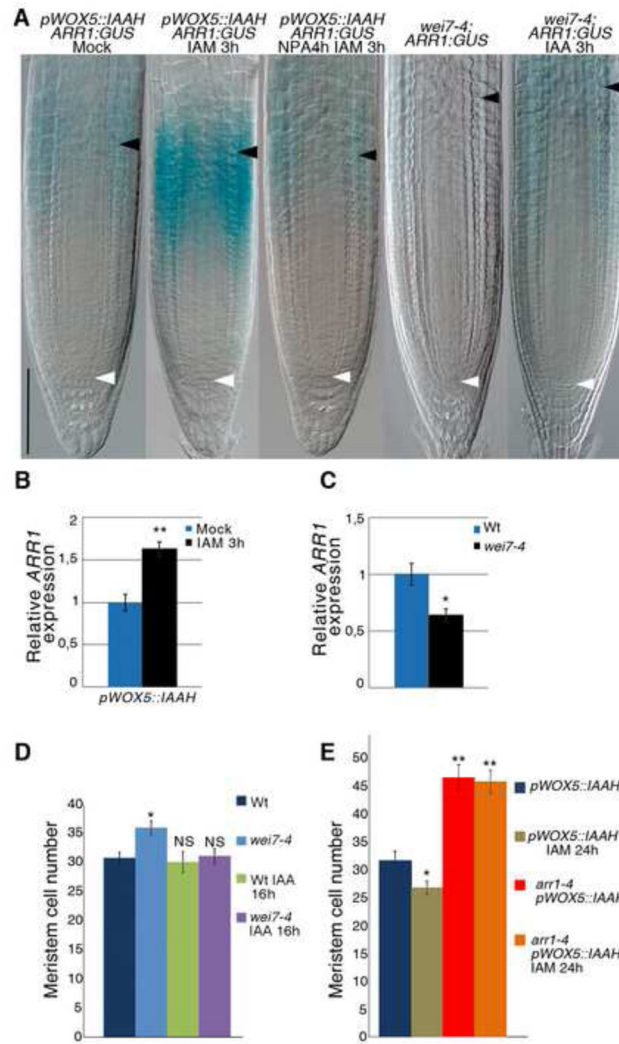 A
pWOX5::IAAH
ARR1:GUS
Mock
pWOX5::IAAH
ARR1:GUS
IAM 3h
pWOX5::IAAH
ARR1:GUS
NPA4h IAM 3h
wei7-4;
ARR1:GUS
wei7-4;
ARR1:GUS
IAA 3h
B
Relative ARR1
expression
2
1,5
1
0,5
0
**
Mock
IAM 3h
pWOX5::IAAH
C
Relative ARR1
expression
1,5
1
0,5
0
*
Wt
wei7-4
D
Meristem cell number
40
35
30
25
20
15
10
5
0
*
NS
NS
Wt
wei7-4
Wt IAA
16h
wei7-4
IAA 16h
E
Meristem cell number
50
45
40
35
30
25
20
15
10
5
0
*
**
**
pWOX5::IAAH
pWOX5::IAAH
IAM 24h
arr1-4
pWOX5::IAAH
arr1-4
pWOX5::IAAH
IAM 24h